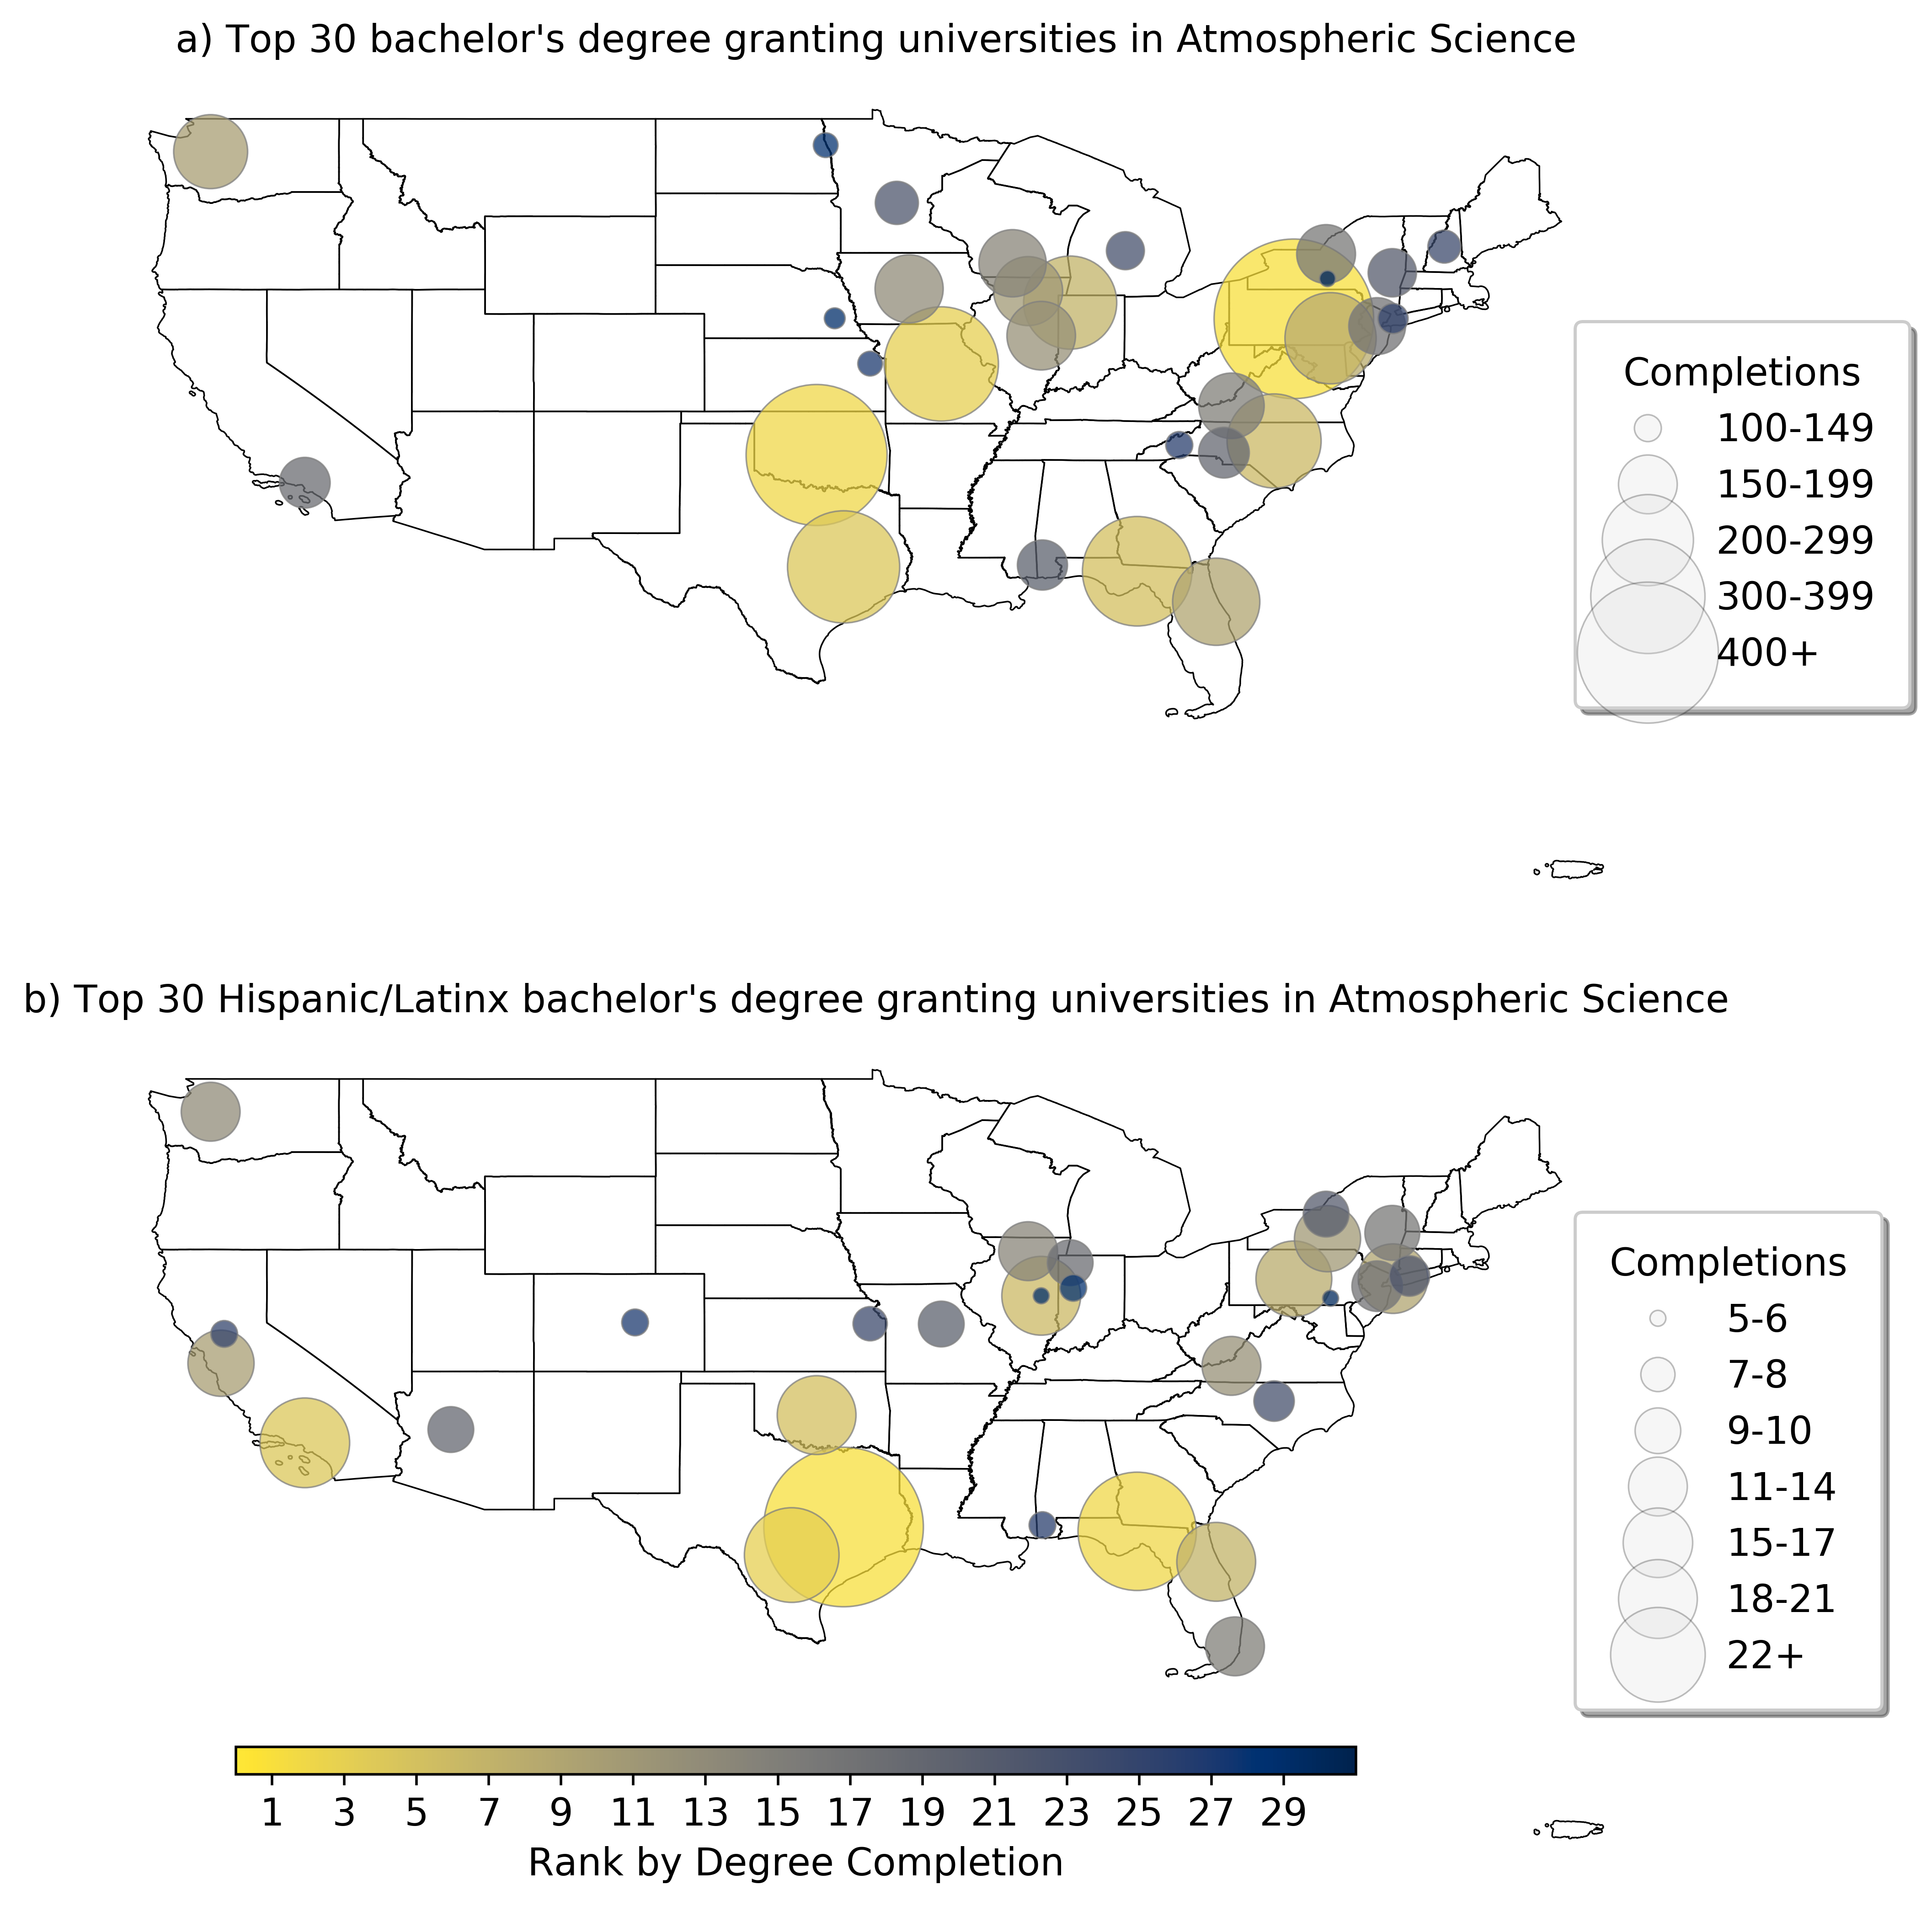 a) Top 30 bachelor's degree granting universities in Atmospheric Science
Completions
100-149
150-199
200-299
300-399
400+
b) Top 30 Hispanic/Latinx bachelor's degree granting universities in Atmospheric Science
Completions
5-6
7-8
9-10
11-14
15-17
18-21
22+
1 3 5 7 9 11 13 15 17 19 21 23 25 27 29
Rank by Degree Completion